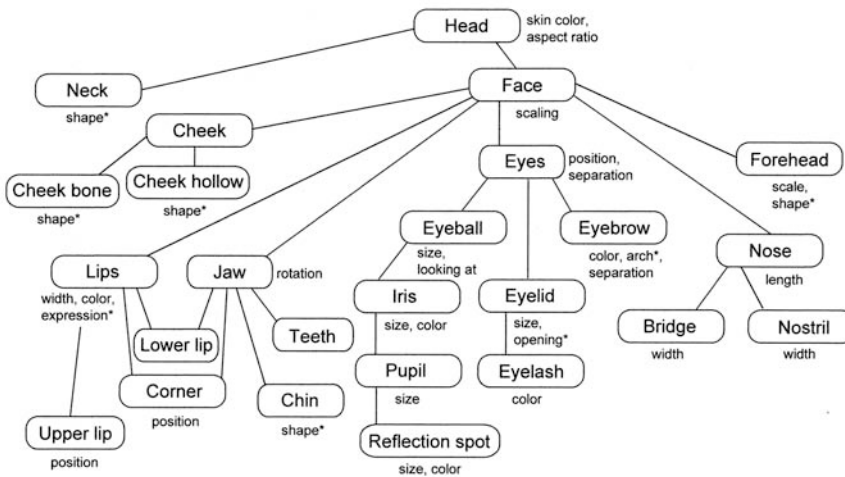 Head
skin color,
aspect ratio
Neck
shape*
Face
scaling
Cheek
Cheek bone
shape*
Cheek hollow
shape*
Eyes
position,
separation
Forehead
scale,
shape*
Eyeball
size,
looking at
Eyebrow
color, arch*,
separation
Nose
length
Lips
width, color,
expression*
Jaw
rotation
Iris
size, color
Eyelid
size,
opening*
Bridge
width
Nostril
width
Lower lip
Teeth
Corner
position
Chin
shape*
Pupil
size
Eyelash
color
Upper lip
position
Reflection spot
size, color